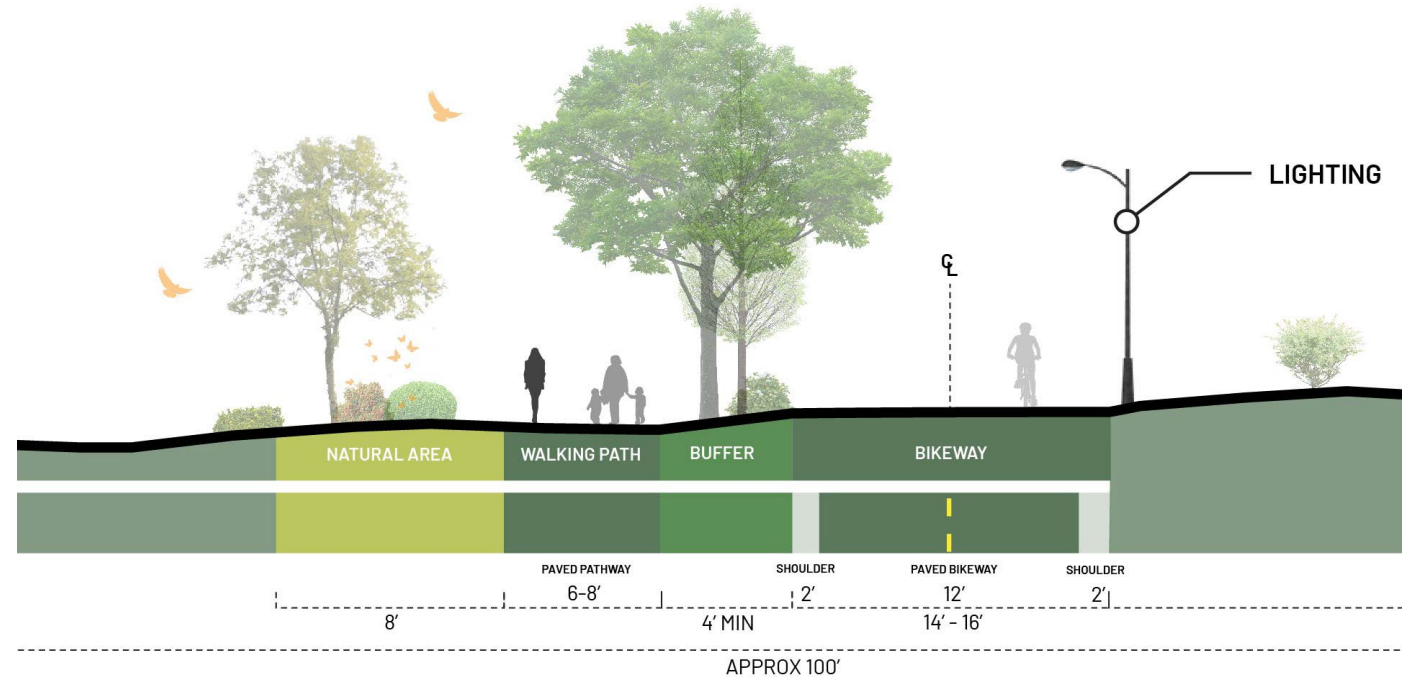 LIGHTING
℄
NATURAL AREA
WALKING PATH
BUFFER
BIKEWAY
PAVED PATHWAY
SHOULDER
PAVED BIKEWAY
SHOULDER
6-8’
2’
12’
2’
8’
4’ MIN
14’ - 16’
APPROX 100’